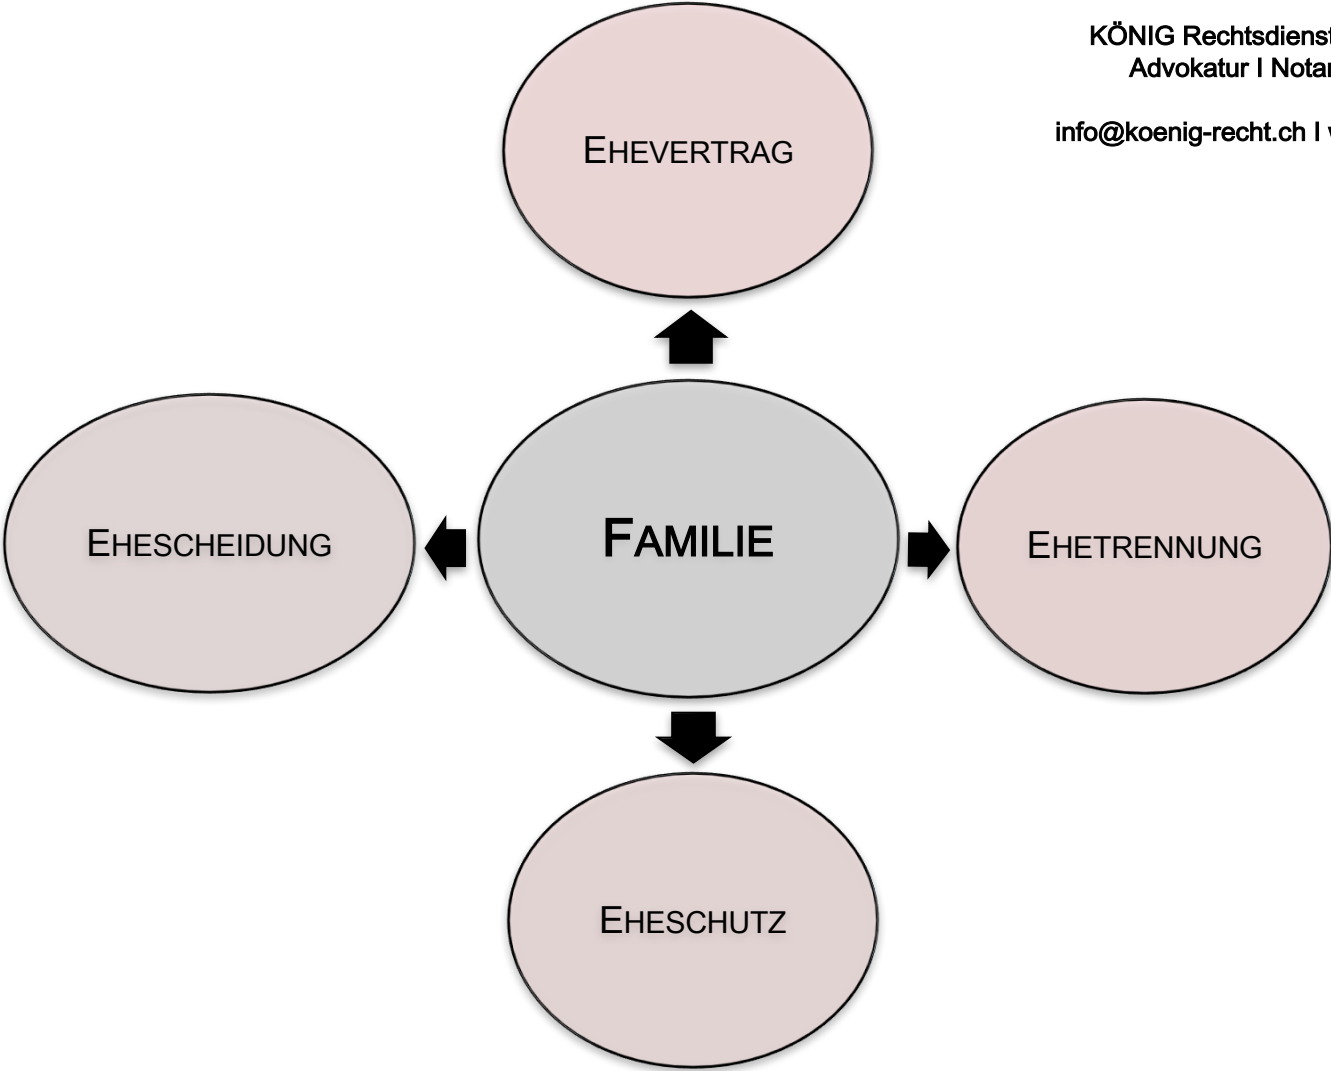 KÖNIG Rechtsdienst
Advokatur I Notar
info@koenig-recht.ch I
EHEVERTRAG
EHESCHEIDUNG
FAMILIE
EHETRENNUNG
EHESCHUTZ